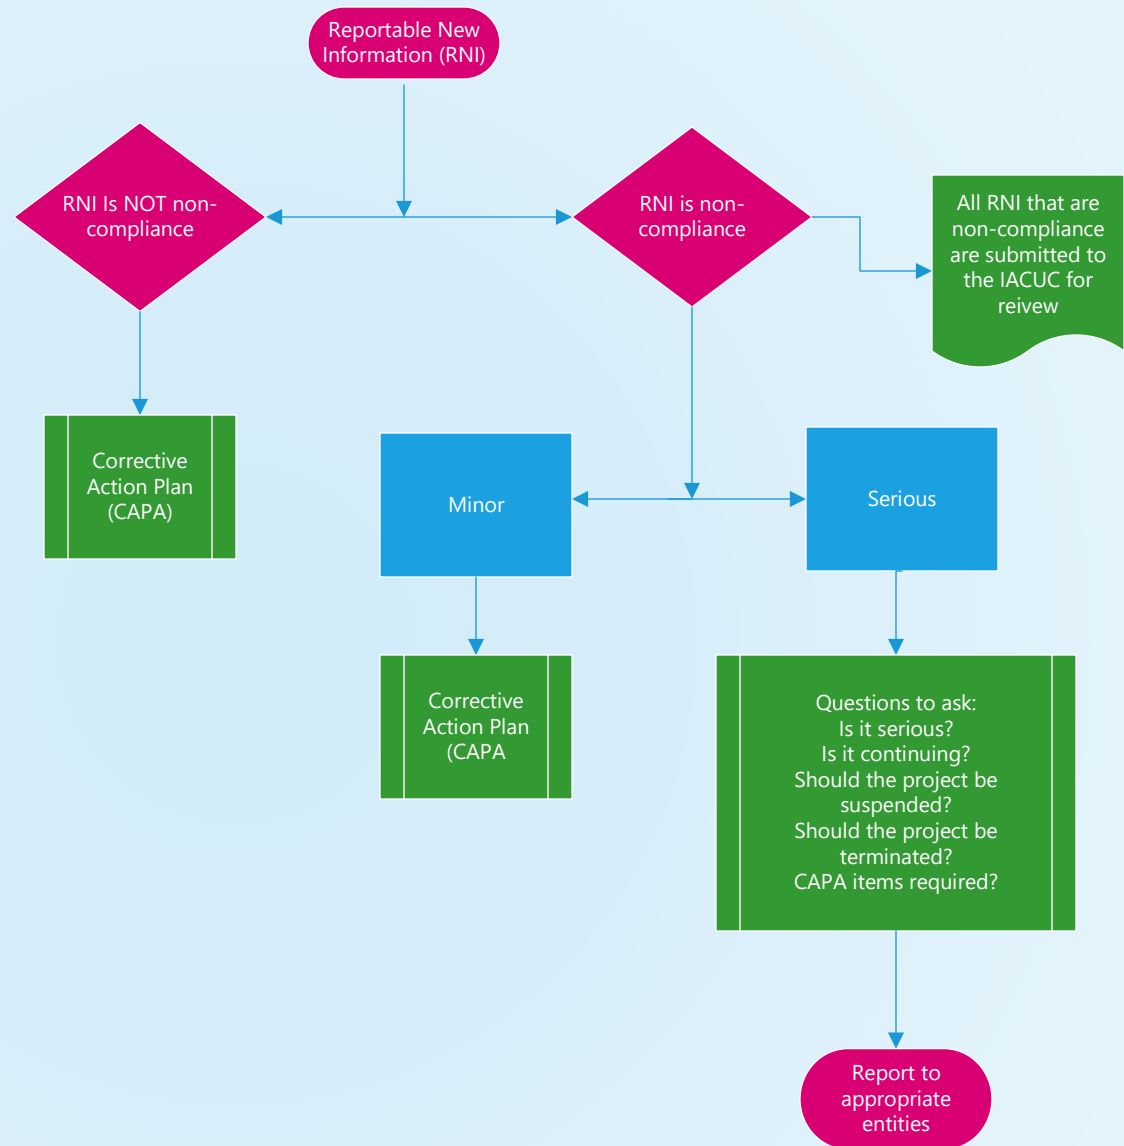 Reportable New
Information (RNI)
RNI Is NOT non-
compliance
RNI is non-
compliance
All RNI that are
non-compliance
are submitted to
the IACUC for
reivew
Corrective
Action Plan
(CAPA)
Minor
Serious
Corrective
Action Plan
(CAPA
Questions to ask:
Is it serious?
Is it continuing?
Should the project be
suspended?
Should the project be
terminated?
CAPA items required?
Report to
appropriate
entities